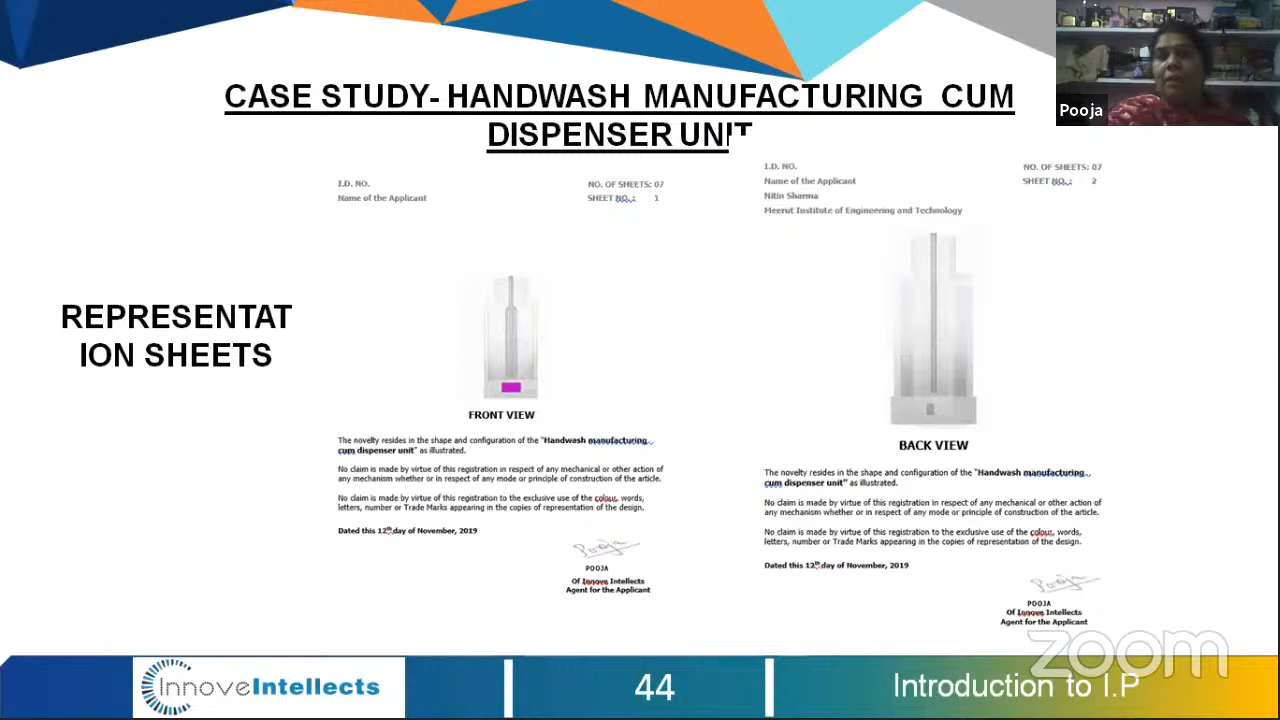 CASE STUDY- HANDWASH MANUFACTURING CUM
DISPENSER UNIT
Pooja
REPRESENTAT
ION SHEETS
I.D. NO.
NO. OF SHEETS: 07
Name of the Applicant
SHEET NO.: 1
FRONT VIEW
The novelty resides in the shape and configuration of the "Handwash manufacturing
cum dispenser unit" as illustrated.
No claim is made by virtue of this registration in respect of any mechanical or other action of
any mechanism whether or in respect of any mode or principle of construction of the article.
No claim is made by virtue of this registration to the exclusive use of the colour, words,
letters, number or Trade Marks appearing in the copies of representation of the design.
Dated this 12th day of November, 2019
Pooja
POOJA
Of Innove Intellects
Agent for the Applicant
I.D. NO.
NO. OF SHEETS: 07
Name of the Applicant
SHEET NO.: 2
Nitin Sharma
Meerut Institute of Engineering and Technology
BACK VIEW
The novelty resides in the shape and configuration of the "Handwash manufacturing
cum dispenser unit" as illustrated.
No claim is made by virtue of this registration in respect of any mechanical or other action of
any mechanism whether or in respect of any mode or principle of construction of the article.
No claim is made by virtue of this registration to the exclusive use of the colour, words,
letters, number or Trade Marks appearing in the copies of representation of the design.
Dated this 12th day of November, 2019
Pooja
POOJA
Of Innove Intellects
Agent for the Applicant
zoom
InnoveIntellects
44
Introduction to I.P